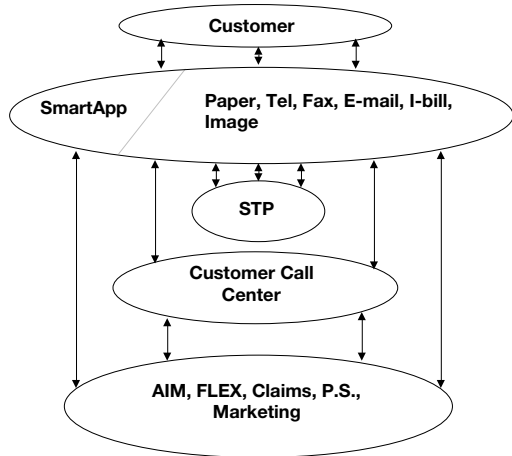 Customer
SmartApp
Paper, Tel, Fax, E-mail, I-bill,
Image
STP
Customer Call
Center
AIM, FLEX, Claims, P.S.,
Marketing